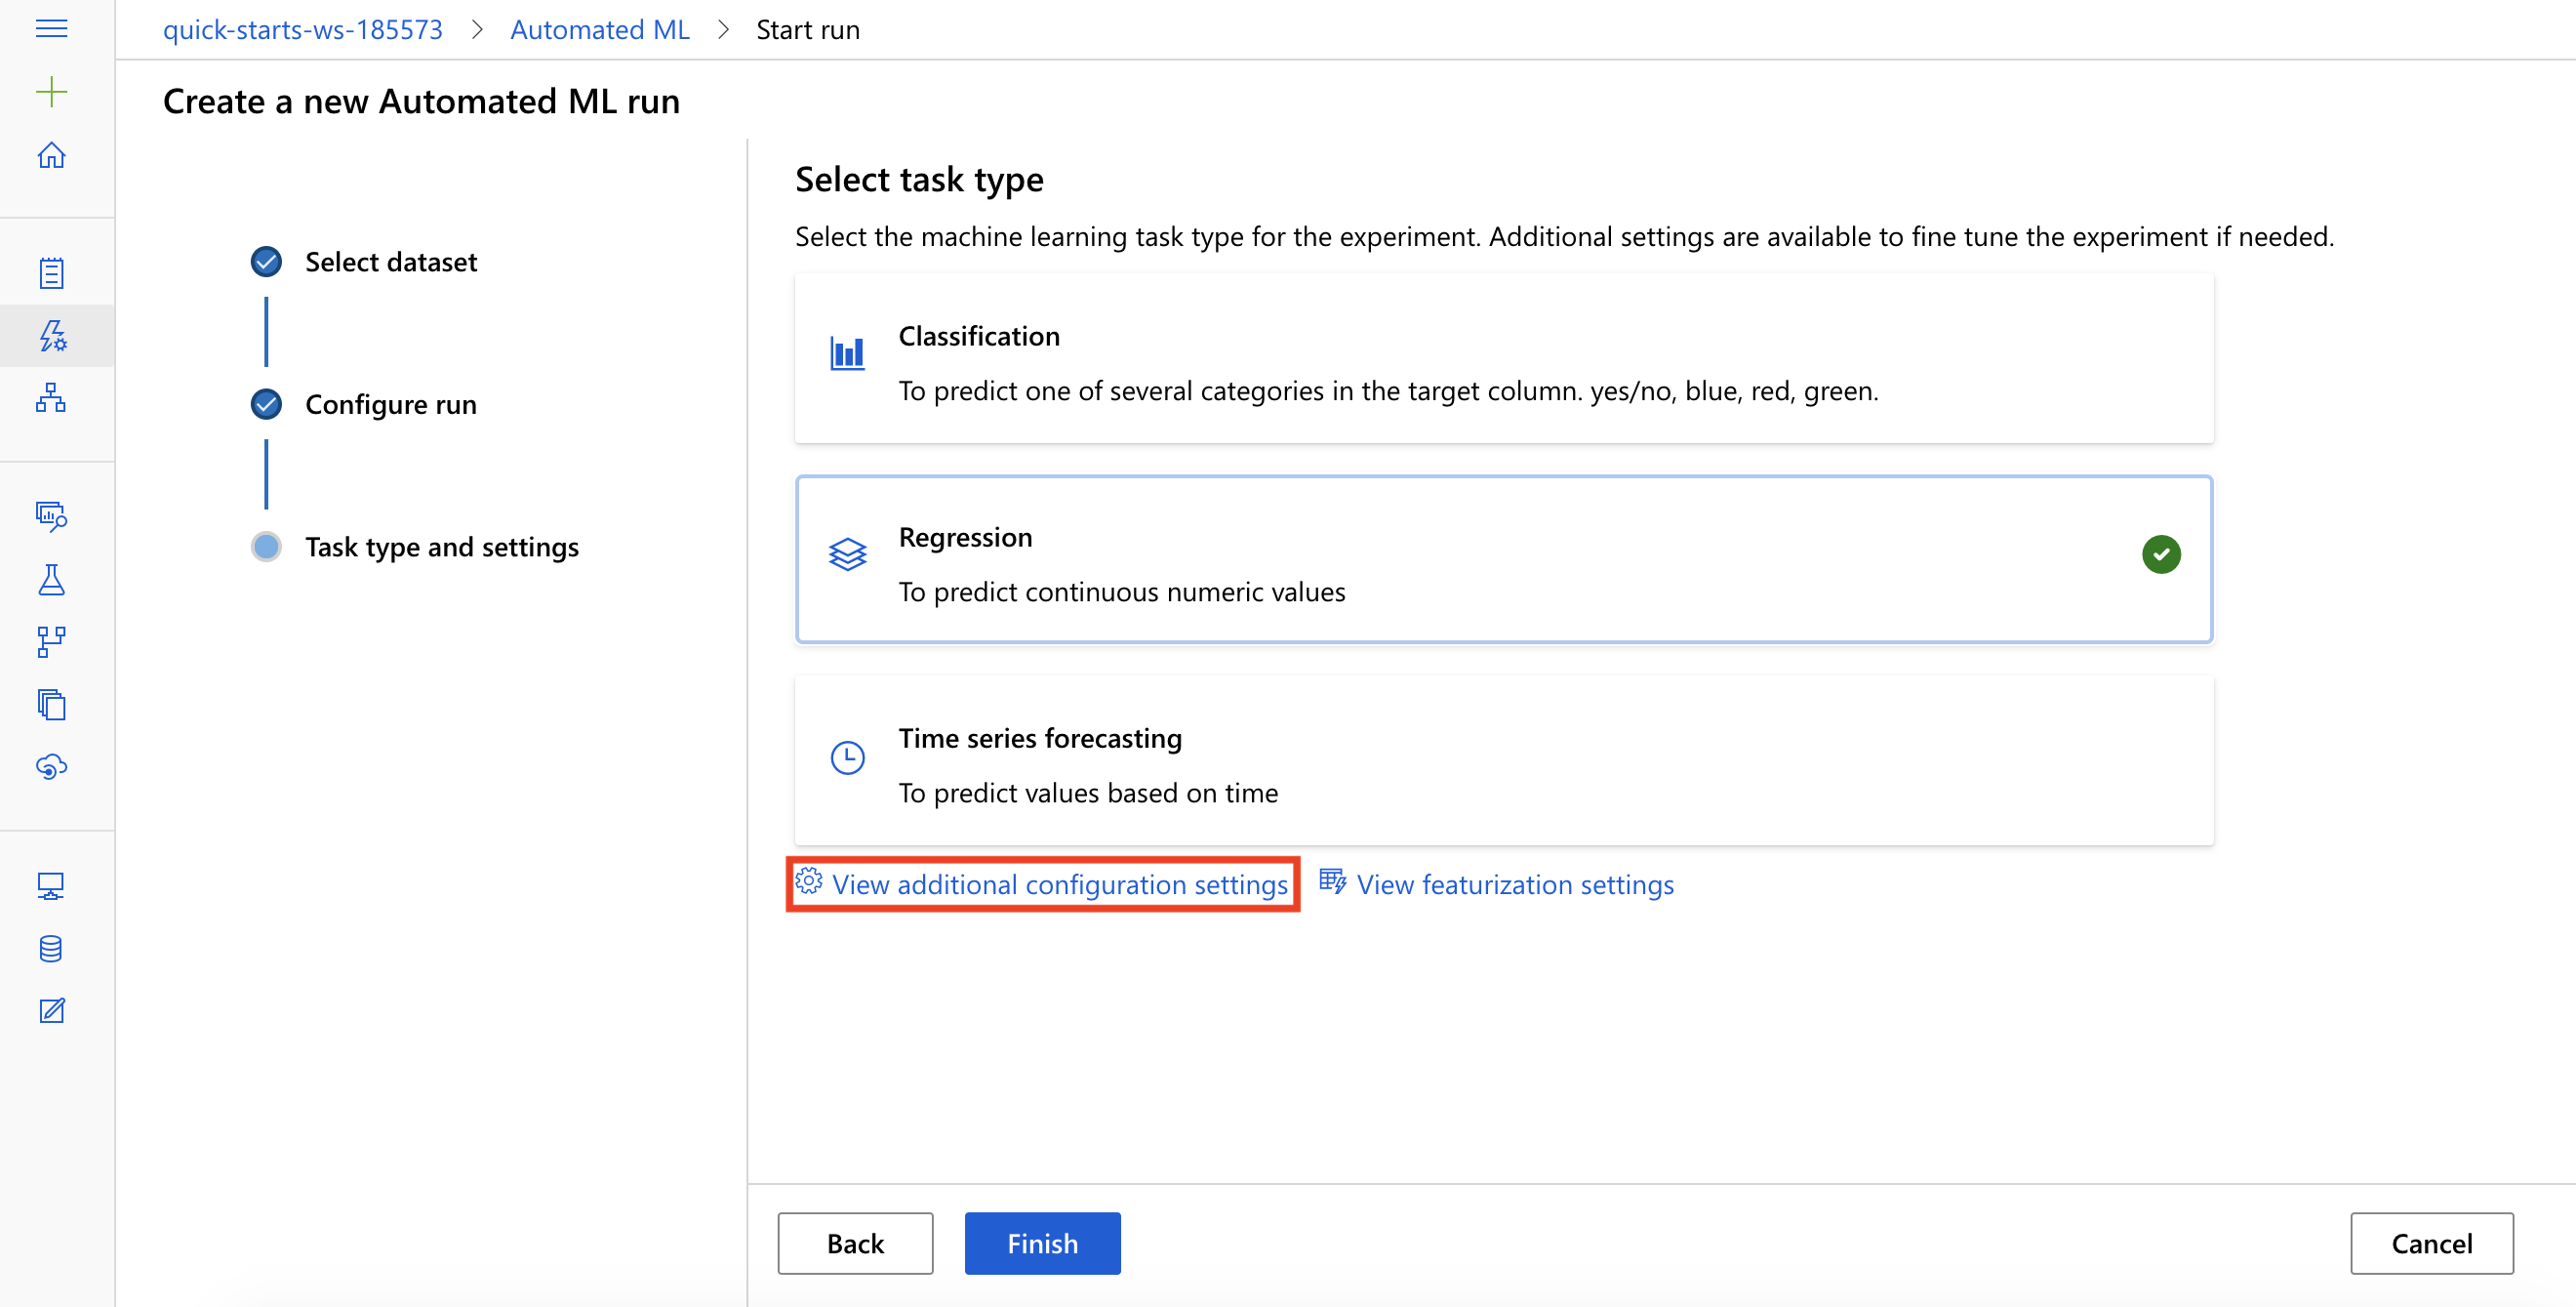 quick-starts-ws-185573 > Automated ML > Start run
Create a new Automated ML run
Select dataset
Configure run
Task type and settings
Select task type
Select the machine learning task type for the experiment. Additional settings are available to fine tune the experiment if needed.
Classification
To predict one of several categories in the target column. yes/no, blue, red, green.
Regression
To predict continuous numeric values
Time series forecasting
To predict values based on time
View additional configuration settings View featurization settings
Back Finish Cancel